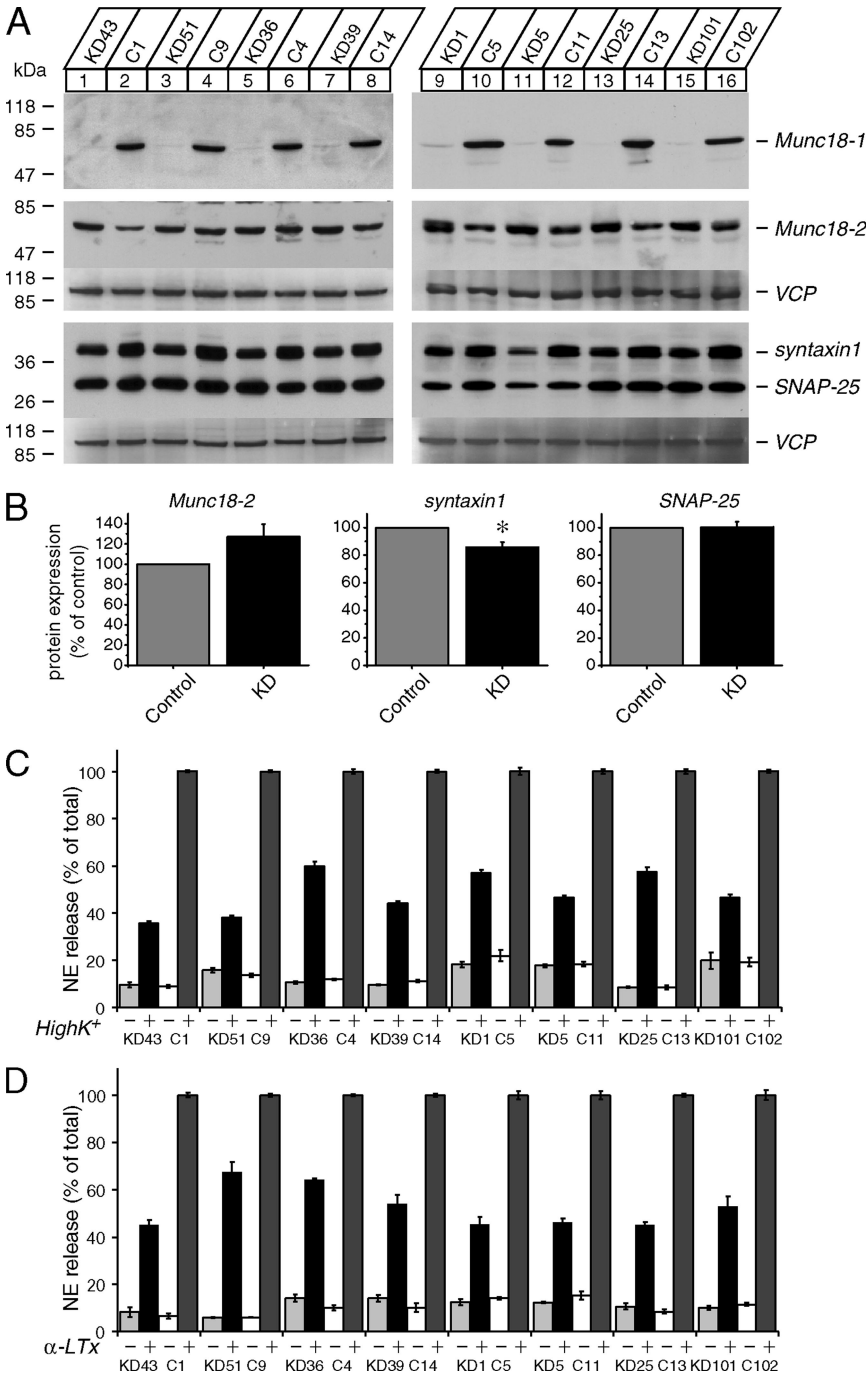 A
KD43 C1 KD51 C9 KD36 C4 KD39 C14 KD1 C5 KD5 C11 KD25 C13 KD101 C102
kDa
1 2 3 4 5 6 7 8 9 10 11 12 13 14 15 16
118
85
47
Munc18-1
85
47
Munc18-2
118
85
VCP
36
26
syntaxin1
SNAP-25
118
85
VCP
B
Munc18-2 syntaxin1 SNAP-25
protein expression
(% of control)
140
120
100
80
60
40
20
0
100
80
60
40
20
0
100
80
60
40
20
0
*
Control KD Control KD Control KD
C
NE release (% of total)
100
80
60
40
20
0
HighK+ − + − + − + − + − + − + − + − + − + − + − + − + − + − + − + − +
KD43 C1 KD51 C9 KD36 C4 KD39 C14 KD1 C5 KD5 C11 KD25 C13 KD101 C102
D
NE release (% of total)
100
80
60
40
20
0
α-LTx − + − + − + − + − + − + − + − + − + − + − + − + − + − + − + − +
KD43 C1 KD51 C9 KD36 C4 KD39 C14 KD1 C5 KD5 C11 KD25 C13 KD101 C102